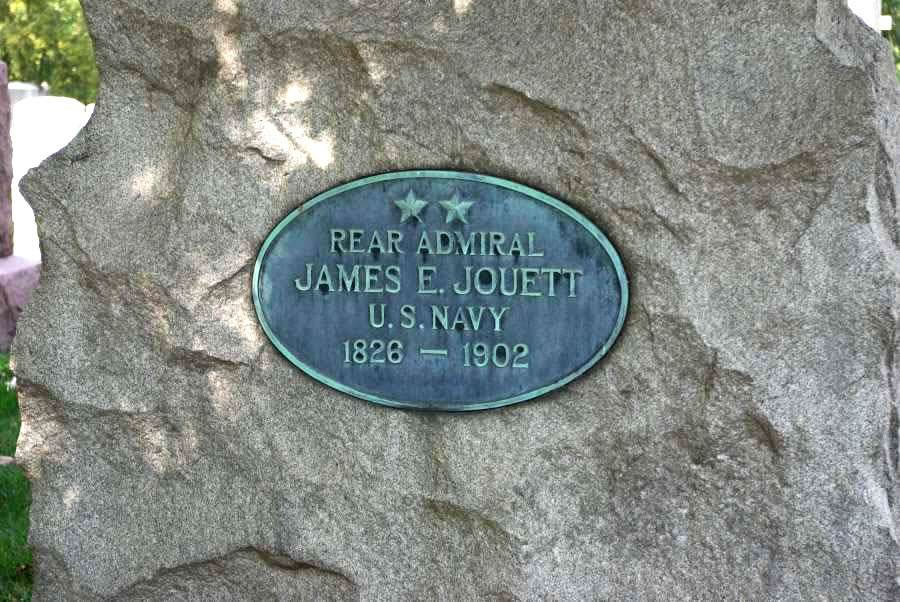 REAR ADMIRAL
JAMES E. JOUETT
U.S. NAVY
1826 — 1902